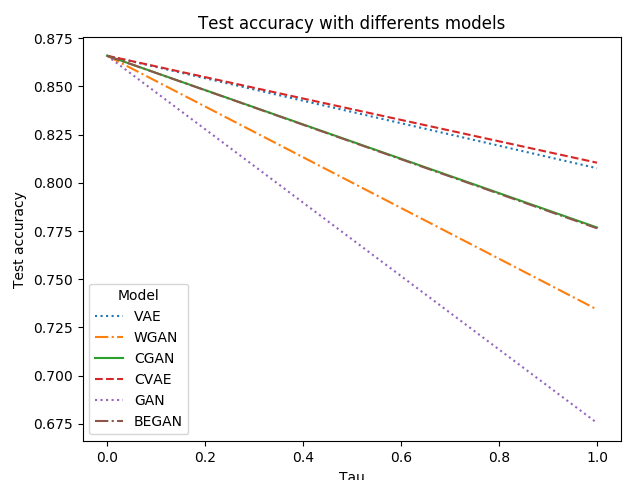 Test accuracy with differents models
0.875
0.850
0.825
0.800
0.775
0.750
0.725
0.700
0.675
Test accuracy
Model
VAE
WGAN
CGAN
CVAE
GAN
BEGAN
0.0 0.2 0.4 0.6 0.8 1.0
Tau